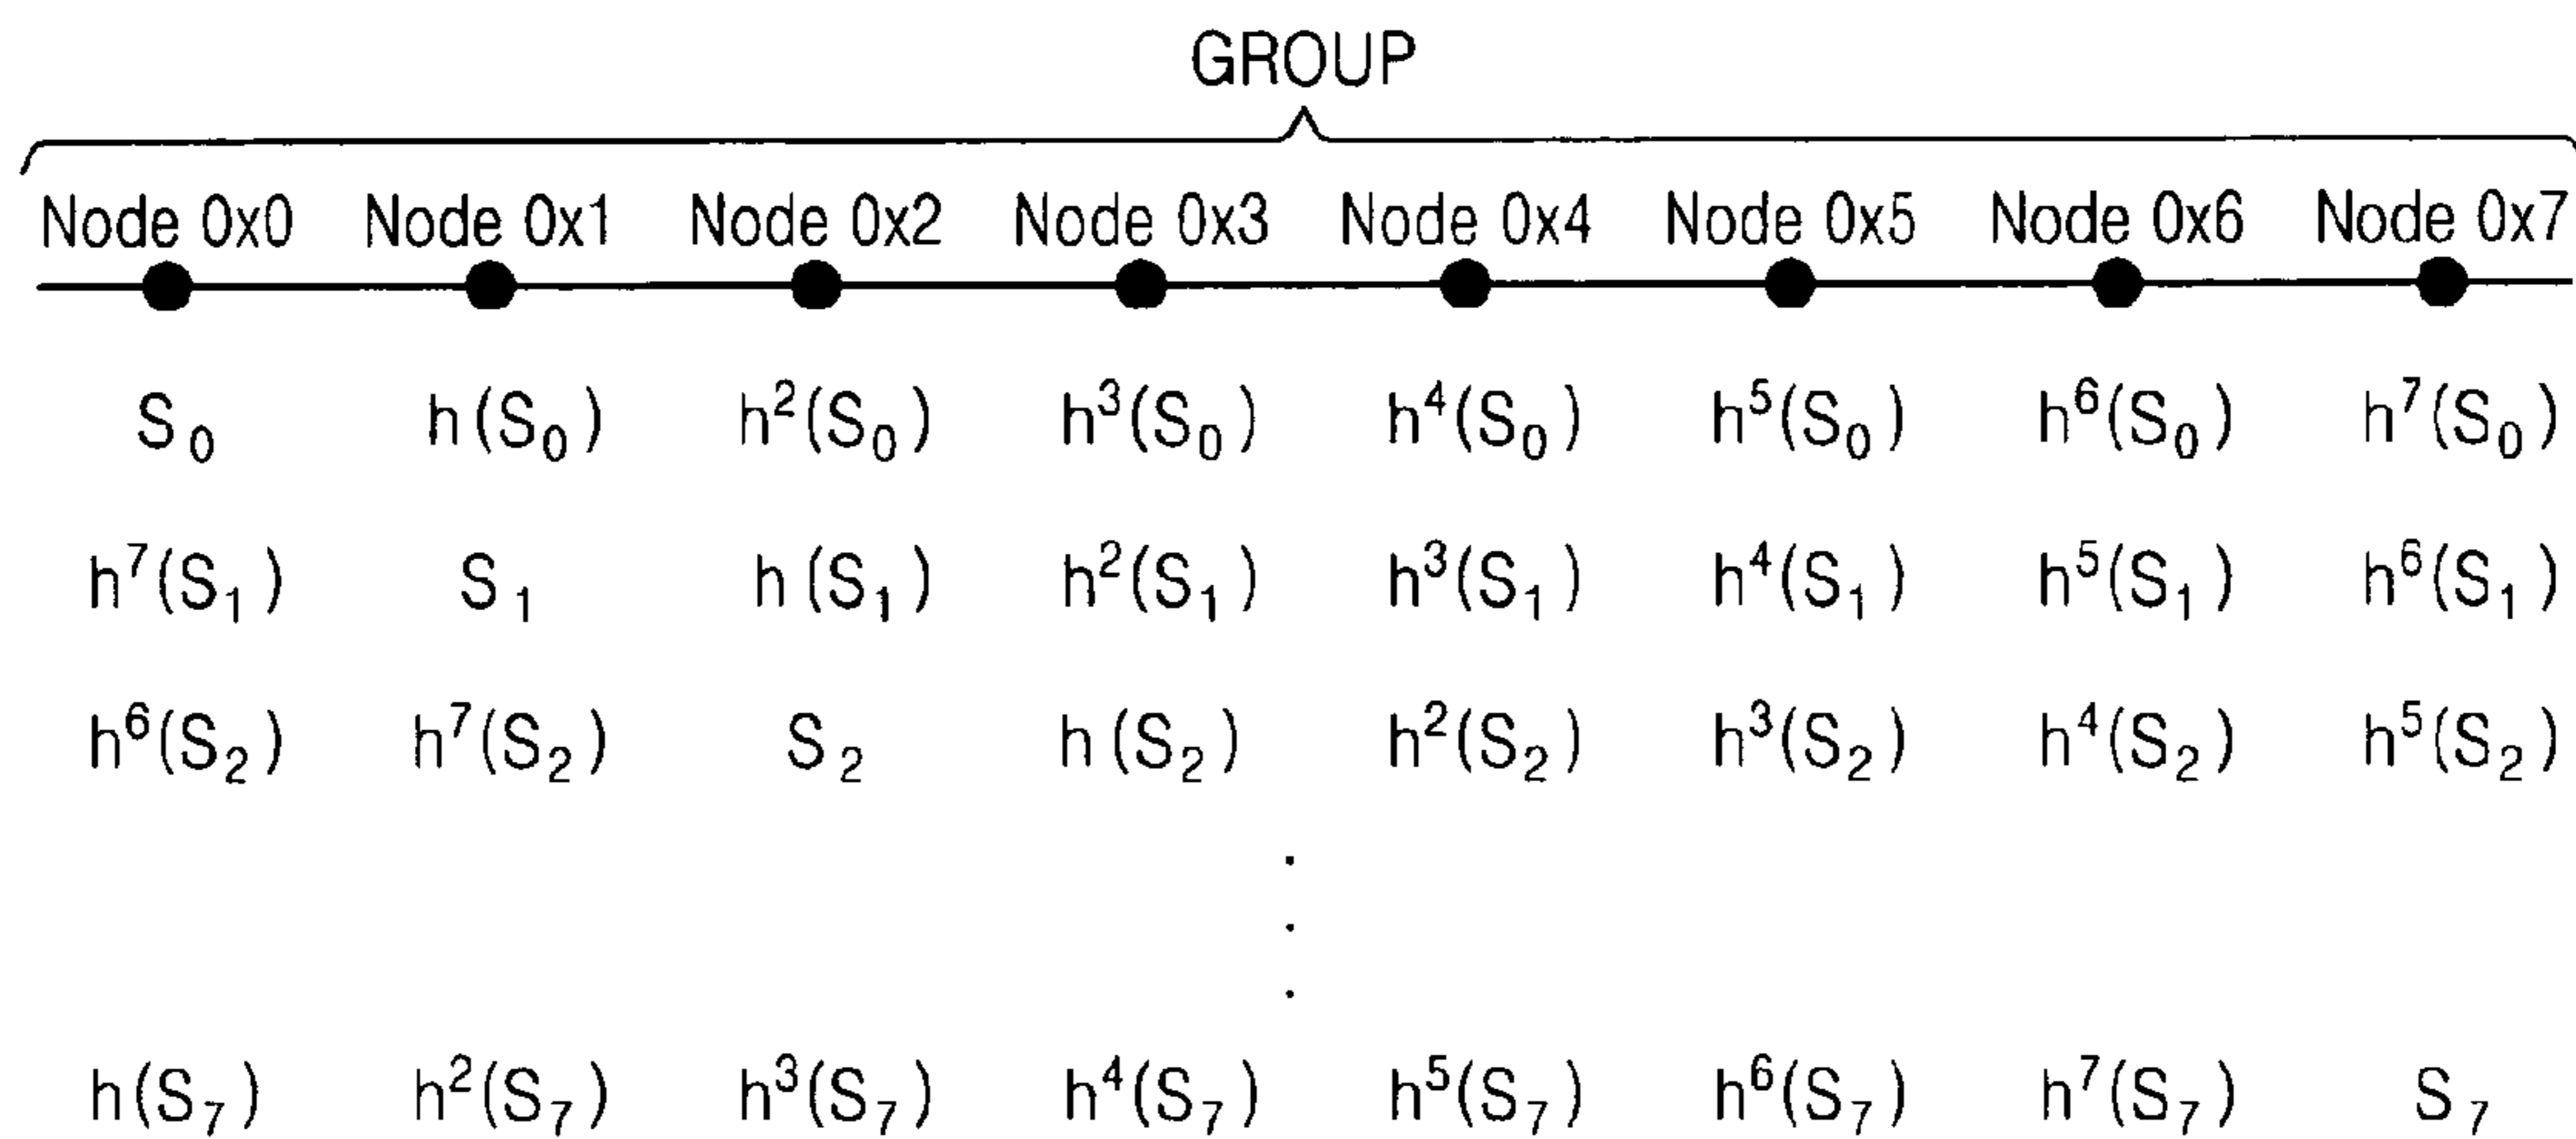 GROUP
Node 0x0 Node 0x1 Node 0x2 Node 0x3 Node 0x4 Node 0x5 Node 0x6 Node 0x7
S₀ h(S₀) h²(S₀) h³(S₀) h⁴(S₀) h⁵(S₀) h⁶(S₀) h⁷(S₀)
h⁷(S₁) S₁ h(S₁) h²(S₁) h³(S₁) h⁴(S₁) h⁵(S₁) h⁶(S₁)
h⁶(S₂) h⁷(S₂) S₂ h(S₂) h²(S₂) h³(S₂) h⁴(S₂) h⁵(S₂)
.
.
.
h(S₇) h²(S₇) h³(S₇) h⁴(S₇) h⁵(S₇) h⁶(S₇) h⁷(S₇) S₇